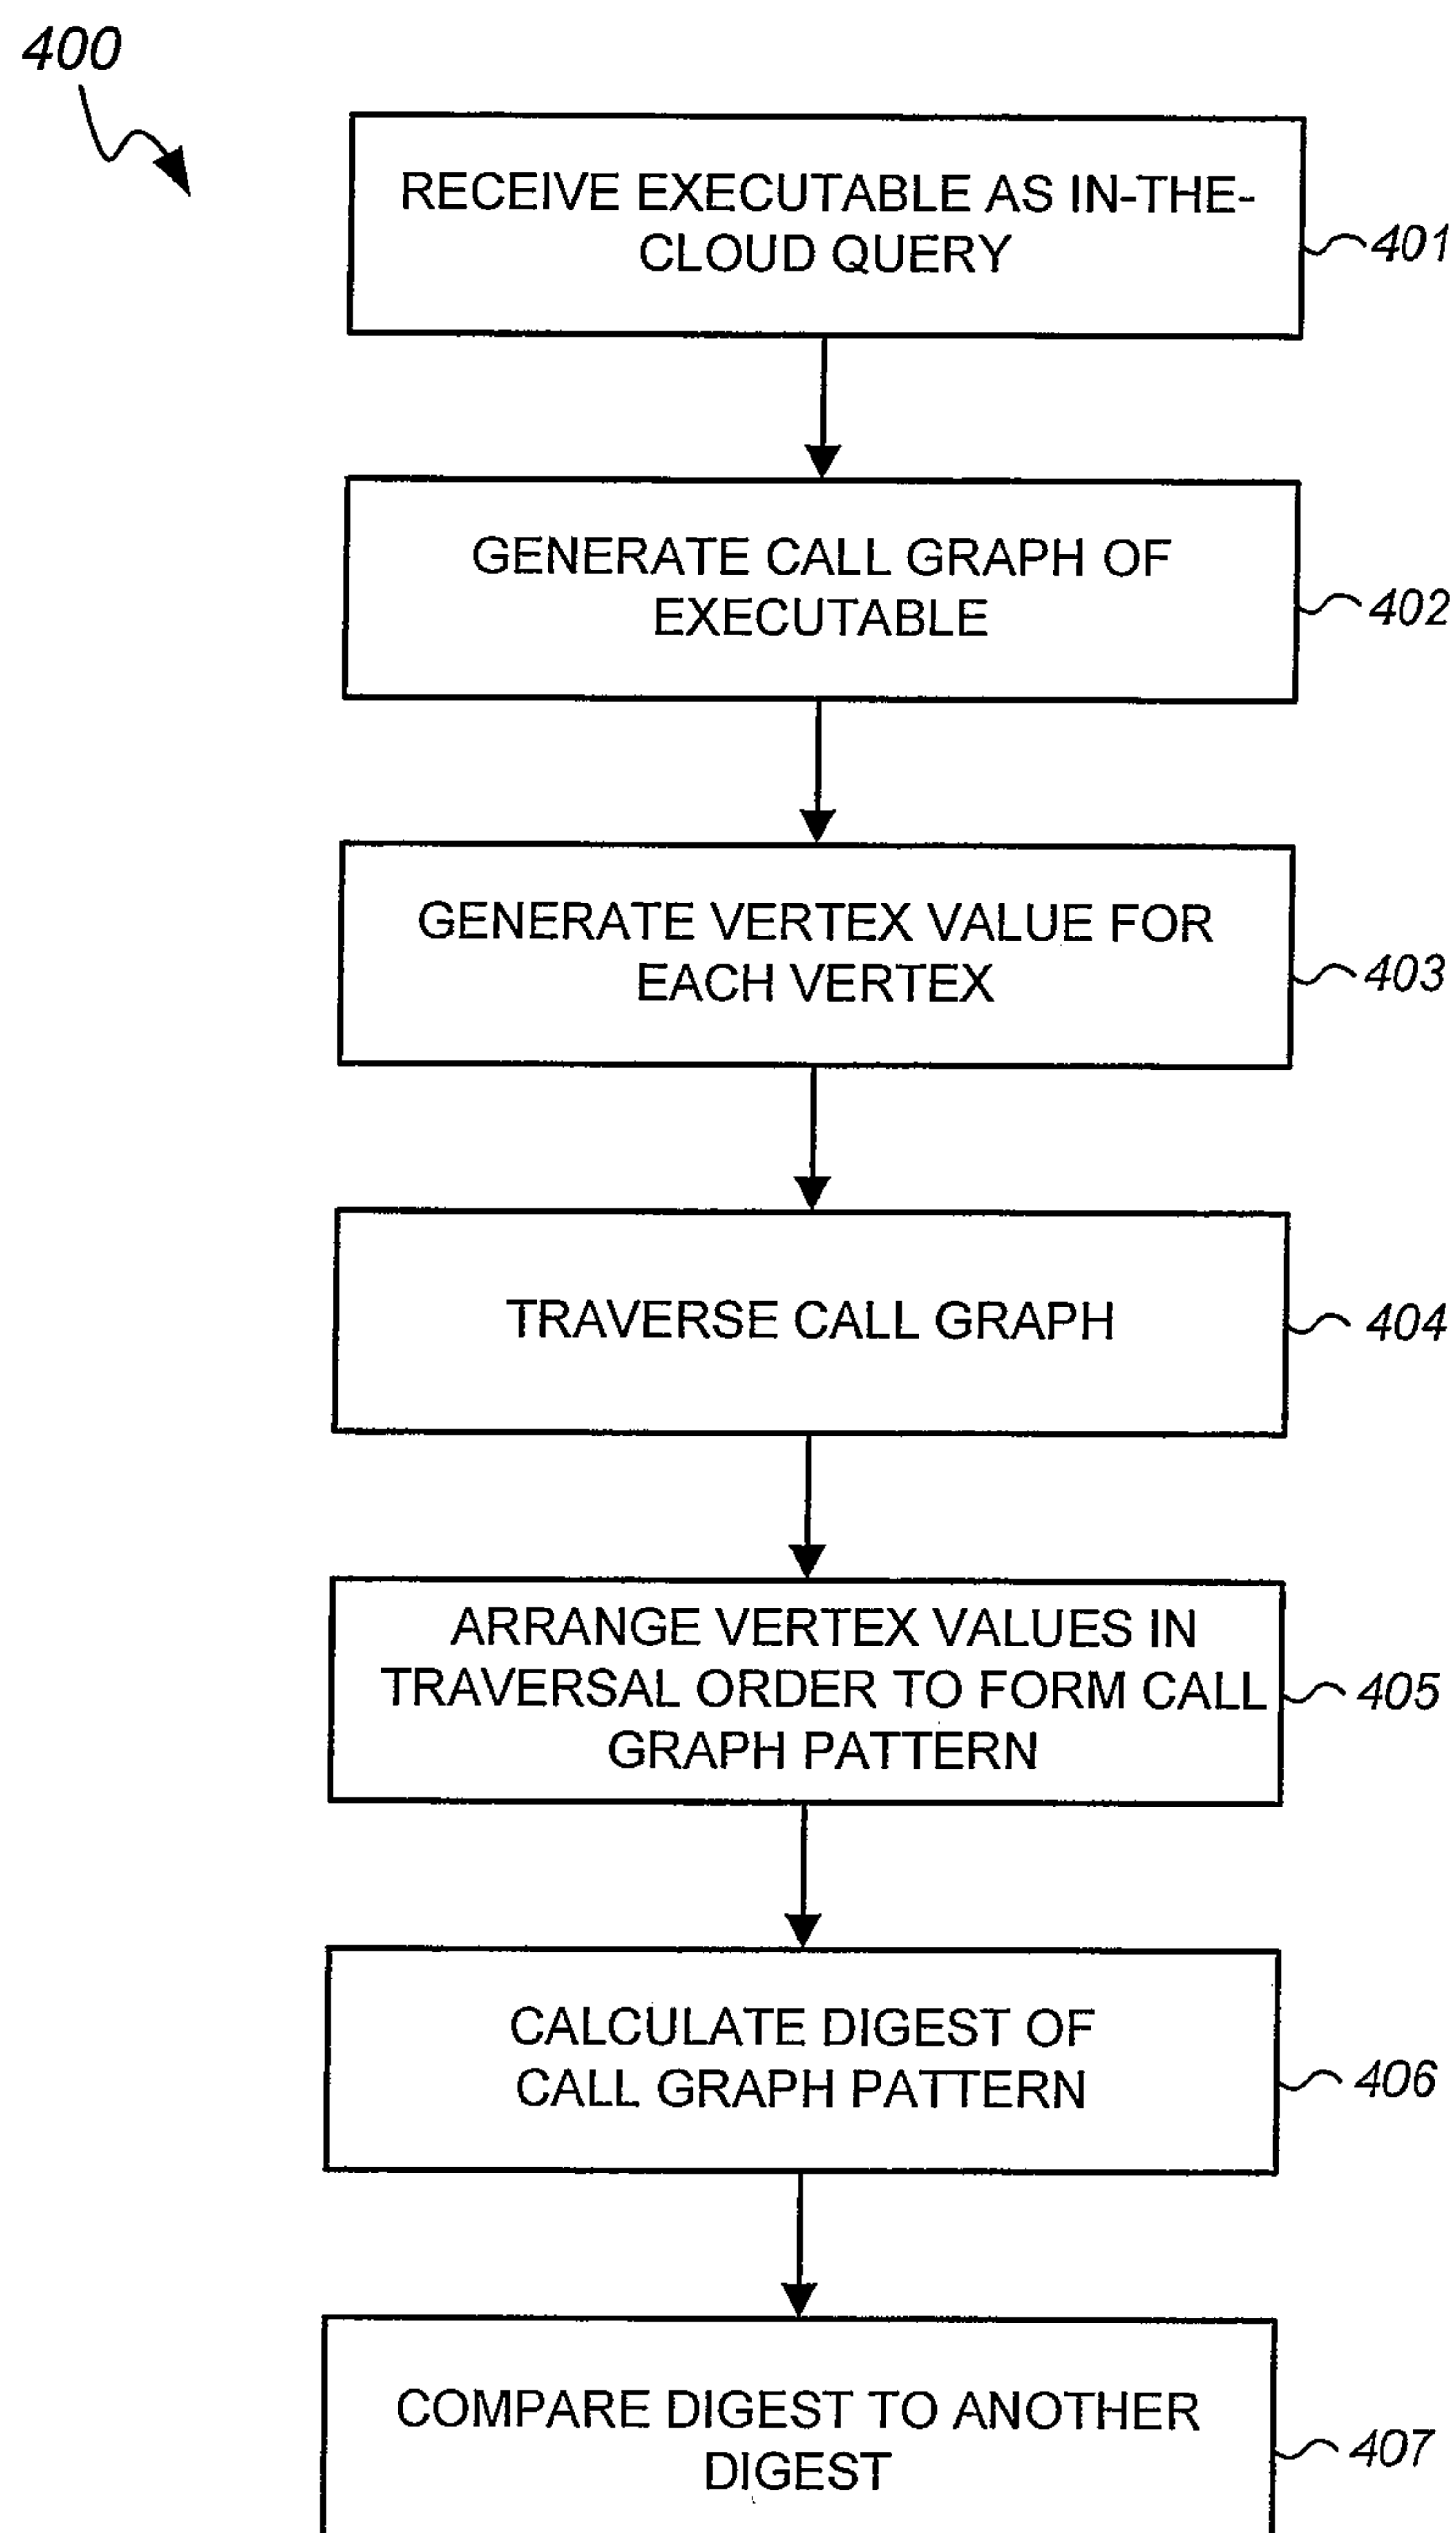 400
RECEIVE EXECUTABLE AS IN-THE-
CLOUD QUERY
401
GENERATE CALL GRAPH OF
EXECUTABLE
402
GENERATE VERTEX VALUE FOR
EACH VERTEX
403
TRAVERSE CALL GRAPH
404
ARRANGE VERTEX VALUES IN
TRAVERSAL ORDER TO FORM CALL
GRAPH PATTERN
405
CALCULATE DIGEST OF
CALL GRAPH PATTERN
406
COMPARE DIGEST TO ANOTHER
DIGEST
407